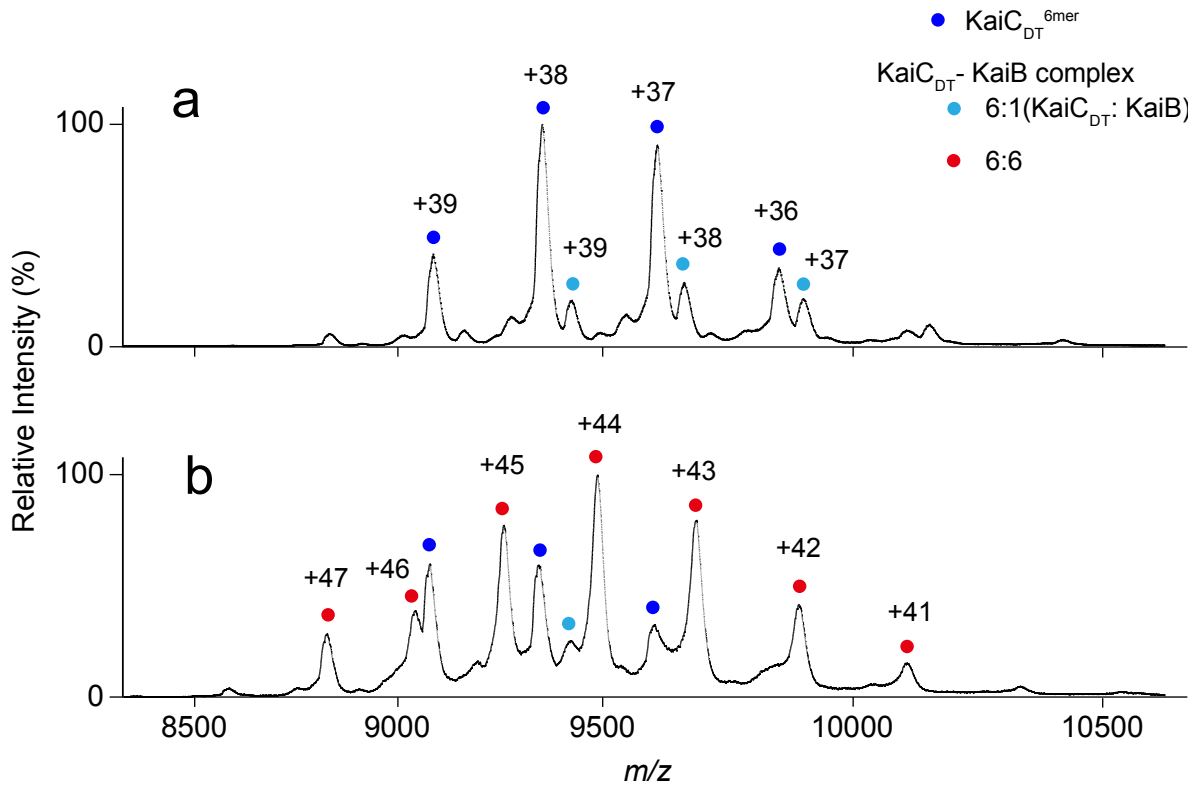 KaiC_DT^6mer
KaiC_DT- KaiB complex
6:1(KaiC_DT: KaiB)
6:6
a
100
0
+39
+38
+39
+37
+38
+36
+37
b
100
0
+47
+46
+45
+44
+43
+42
+41
8500 9000 9500 10000 10500
m/z
Relative Intensity (%)